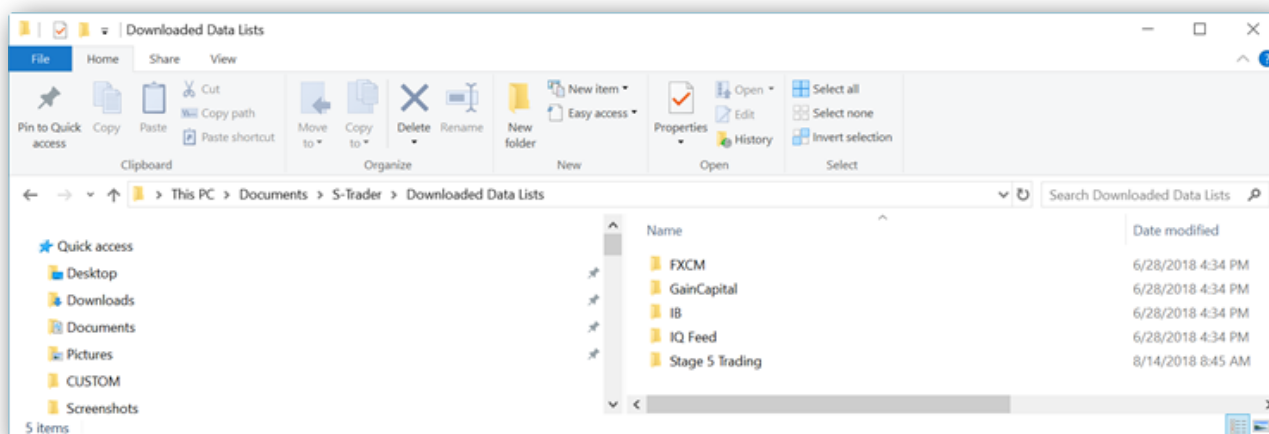 Downloaded Data Lists
File Home Share View
Pin to Quick access
Copy
Paste
Cut
Copy path
Paste shortcut
Clipboard
Move to
Copy to
Delete
Rename
Organize
New folder
New item
Easy access
New
Properties
Open
Edit
History
Open
Select all
Select none
Invert selection
Select
This PC > Documents > S-Trader > Downloaded Data Lists
Search Downloaded Data Lists
Quick access
Desktop
Downloads
Documents
Pictures
CUSTOM
Screenshots
Name Date modified
FXCM 6/28/2018 4:34 PM
GainCapital 6/28/2018 4:34 PM
IB 6/28/2018 4:34 PM
IQ Feed 6/28/2018 4:34 PM
Stage 5 Trading 8/14/2018 8:45 AM
5 items